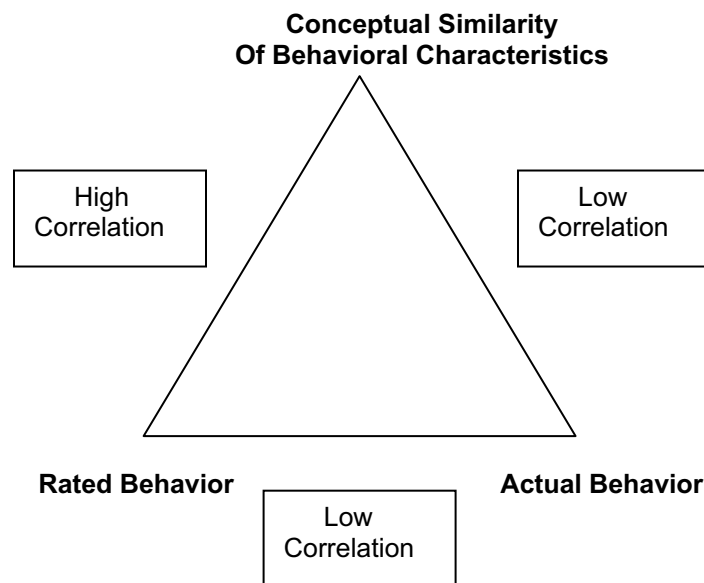 Conceptual Similarity
Of Behavioral Characteristics
High
Correlation
Low
Correlation
Rated Behavior
Actual Behavior
Low
Correlation